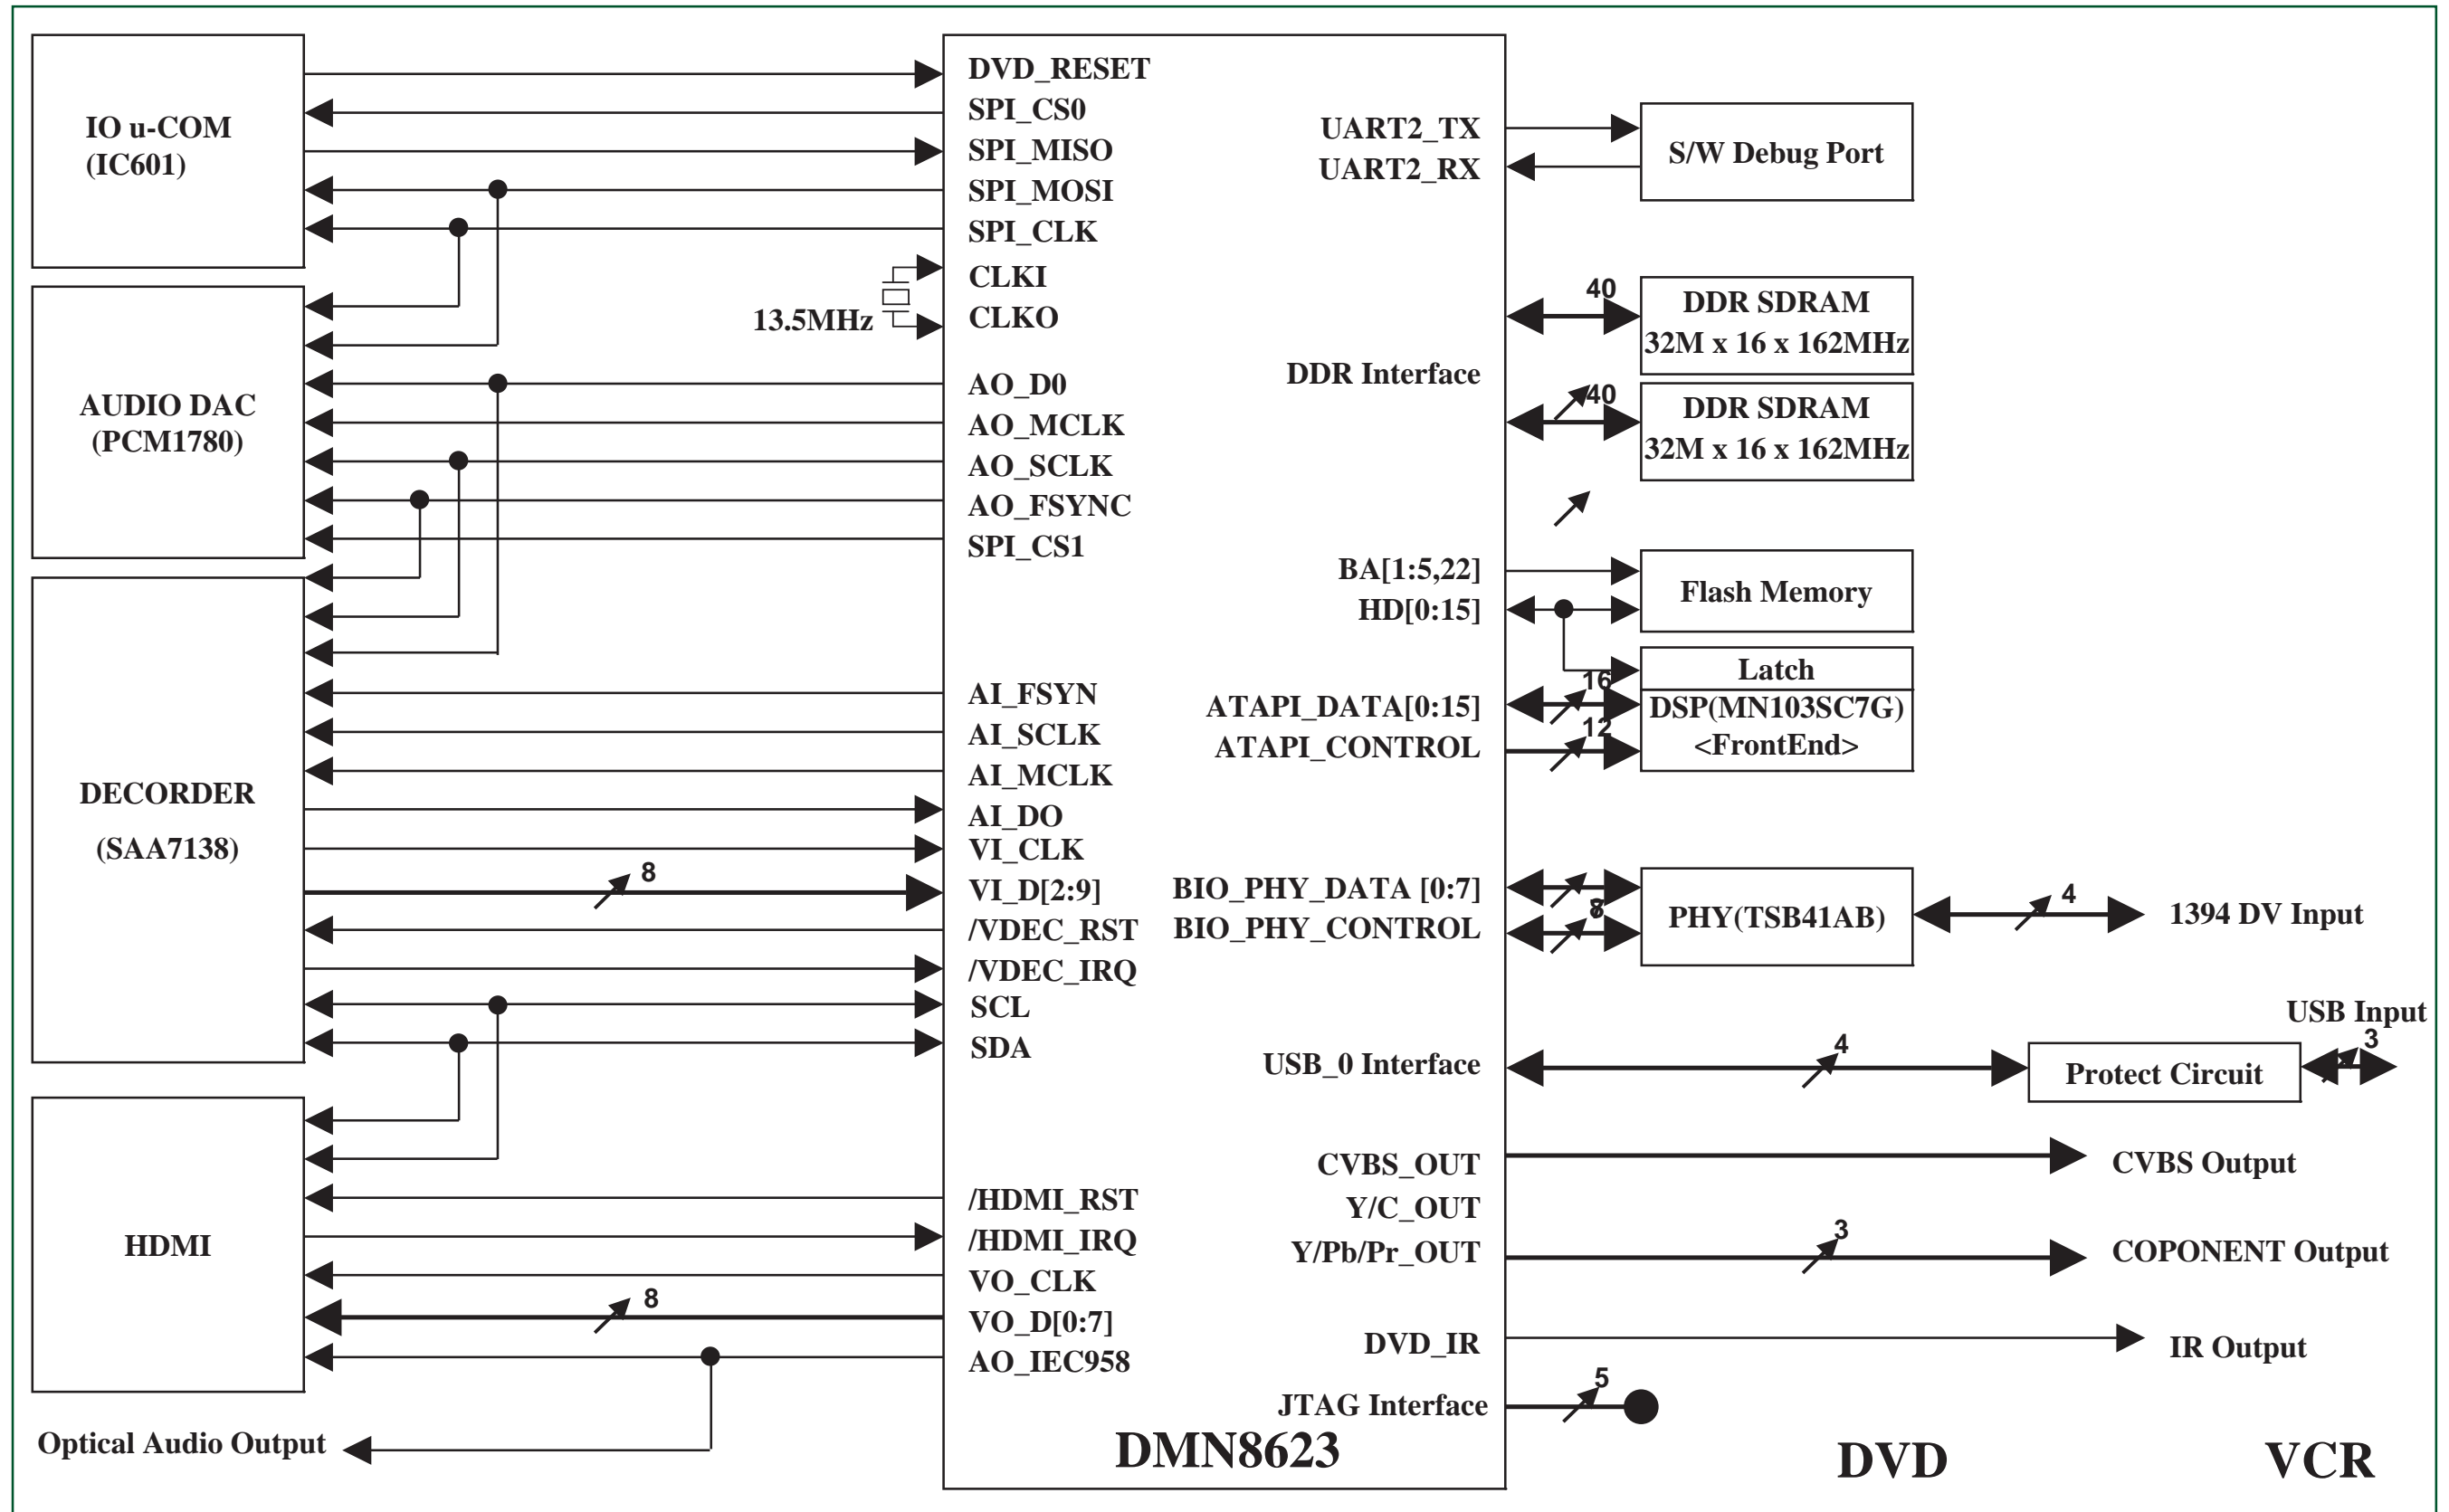 IO u-COM
(IC601)
AUDIO DAC
(PCM1780)
DECORDER
(SAA7138)
HDMI
Optical Audio Output
13.5MHz
8
8
DVD_RESET
SPI_CS0
SPI_MISO
SPI_MOSI
SPI_CLK
CLKI
CLKO
AO_D0
AO_MCLK
AO_SCLK
AO_FSYNC
SPI_CS1
AI_FSYN
AI_SCLK
AI_MCLK
AI_DO
VI_CLK
VI_D[2:9]
/VDEC_RST
/VDEC_IRQ
SCL
SDA
/HDMI_RST
/HDMI_IRQ
VO_CLK
VO_D[0:7]
AO_IEC958
UART2_TX
UART2_RX
DDR Interface
BA[1:5,22]
HD[0:15]
ATAPI_DATA[0:15]
ATAPI_CONTROL
BIO_PHY_DATA [0:7]
BIO_PHY_CONTROL
USB_0 Interface
CVBS_OUT
Y/C_OUT
Y/Pb/Pr_OUT
DVD_IR
JTAG Interface
DMN8623
S/W Debug Port
40
DDR SDRAM
32M x 16 x 162MHz
40
DDR SDRAM
32M x 16 x 162MHz
Flash Memory
Latch
16
DSP(MN103SC7G)
12
<FrontEnd>
PHY(TSB41AB)
4
1394 DV Input
USB Input
4
3
Protect Circuit
CVBS Output
3
COPONENT Output
IR Output
5
DVD
VCR